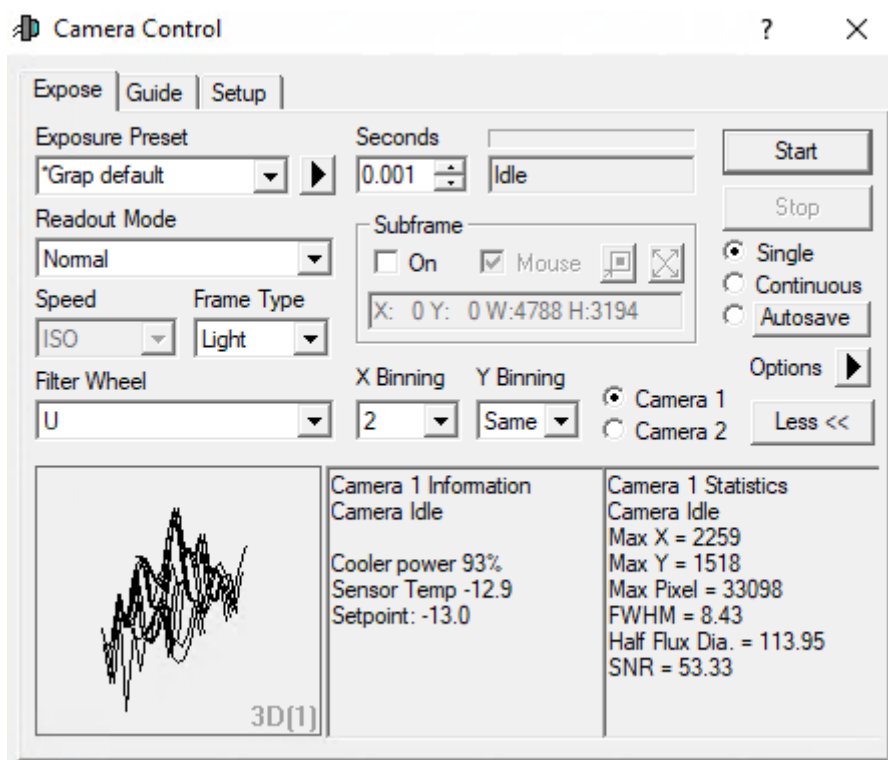 Camera Control
?
Expose Guide Setup
Exposure Preset
*Grap default
Seconds
0.001
Idle
Start
Stop
Readout Mode
Normal
Subframe
On Mouse
X: 0 Y: 0 W:4788 H:3194
Single
Continuous
Autosave
Speed Frame Type
ISO Light
Filter Wheel
U
X Binning Y Binning
2 Same
Camera 1
Camera 2
Options
Less <<
3D(1)
Camera 1 Information
Camera Idle
Cooler power 93%
Sensor Temp -12.9
Setpoint: -13.0
Camera 1 Statistics
Camera Idle
Max X = 2259
Max Y = 1518
Max Pixel = 33098
FWHM = 8.43
Half Flux Dia. = 113.95
SNR = 53.33